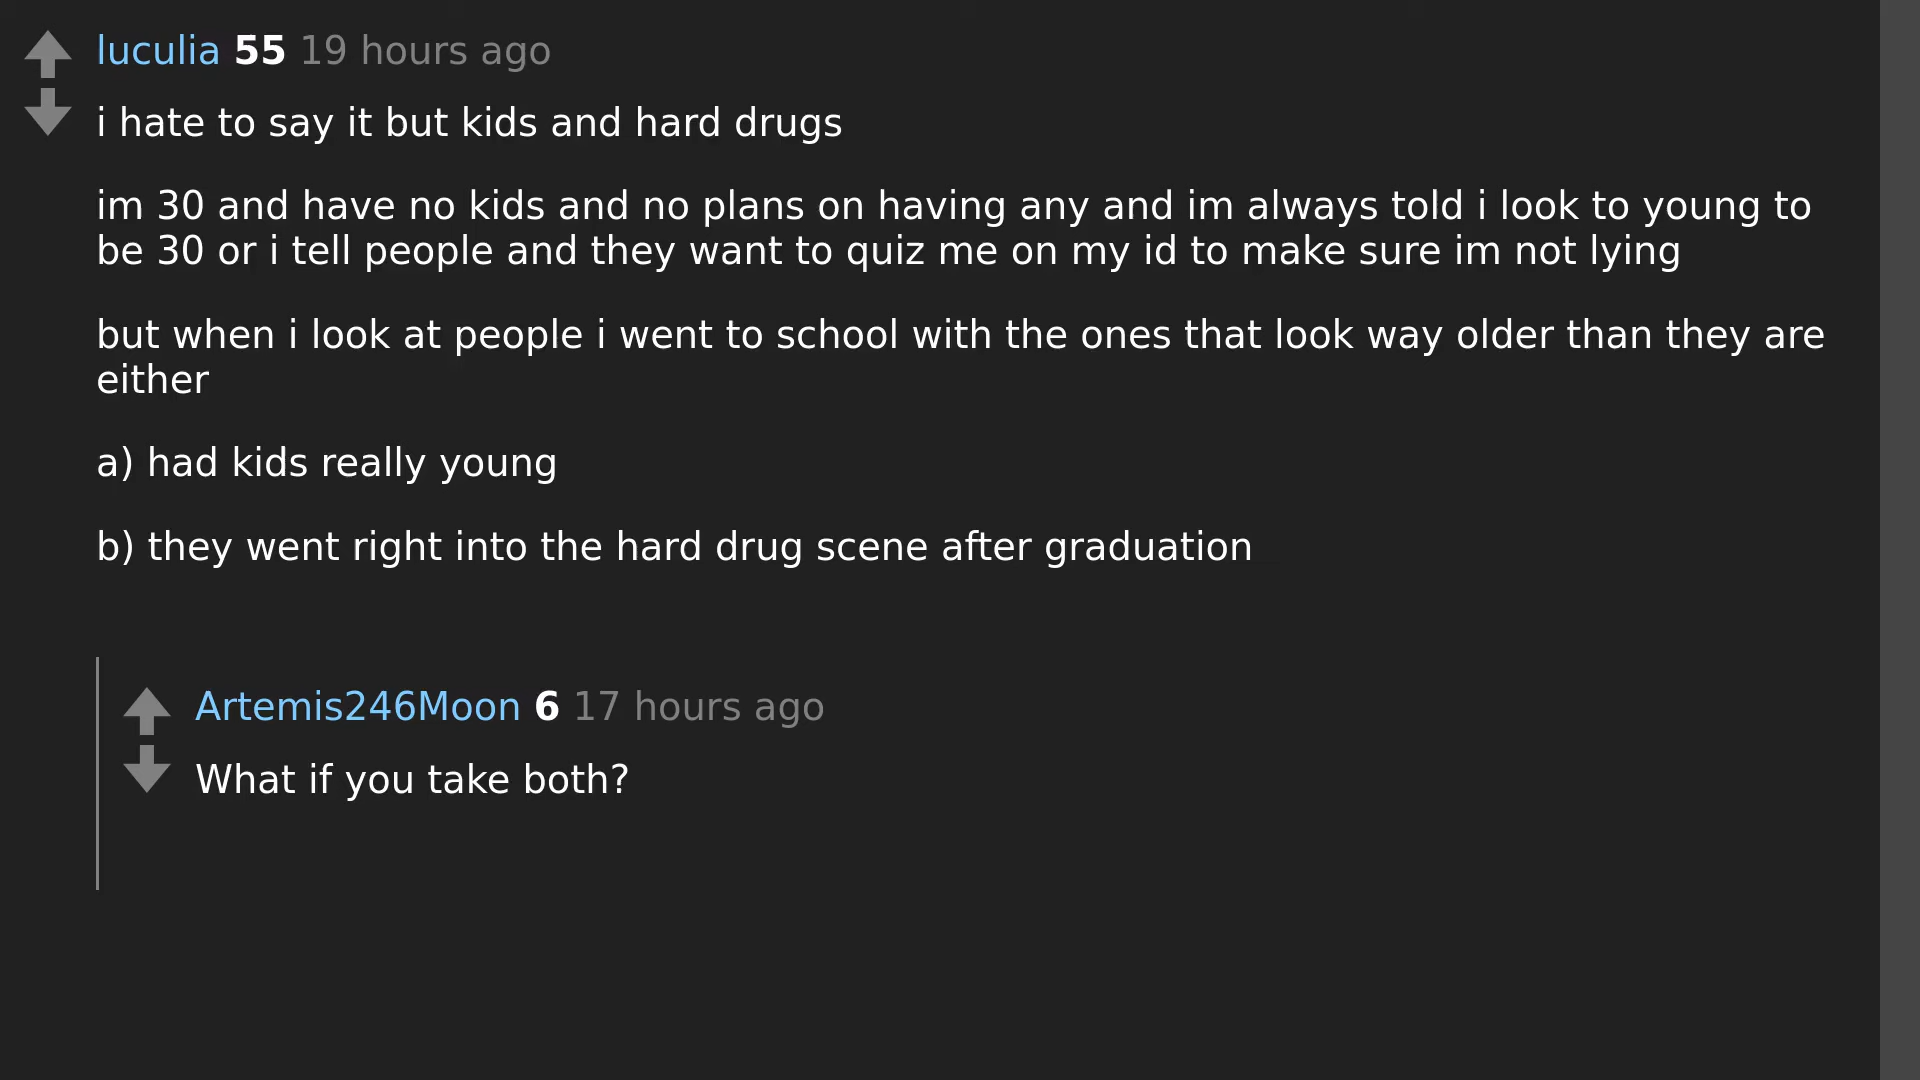 luculia 55 19 hours ago
i hate to say it but kids and hard drugs
im 30 and have no kids and no plans on having any and im always told i look to young to
be 30 or i tell people and they want to quiz me on my id to make sure im not lying
but when i look at people i went to school with the ones that look way older than they are
either
a) had kids really young
b) they went right into the hard drug scene after graduation
Artemis246Moon 6 17 hours ago
What if you take both?